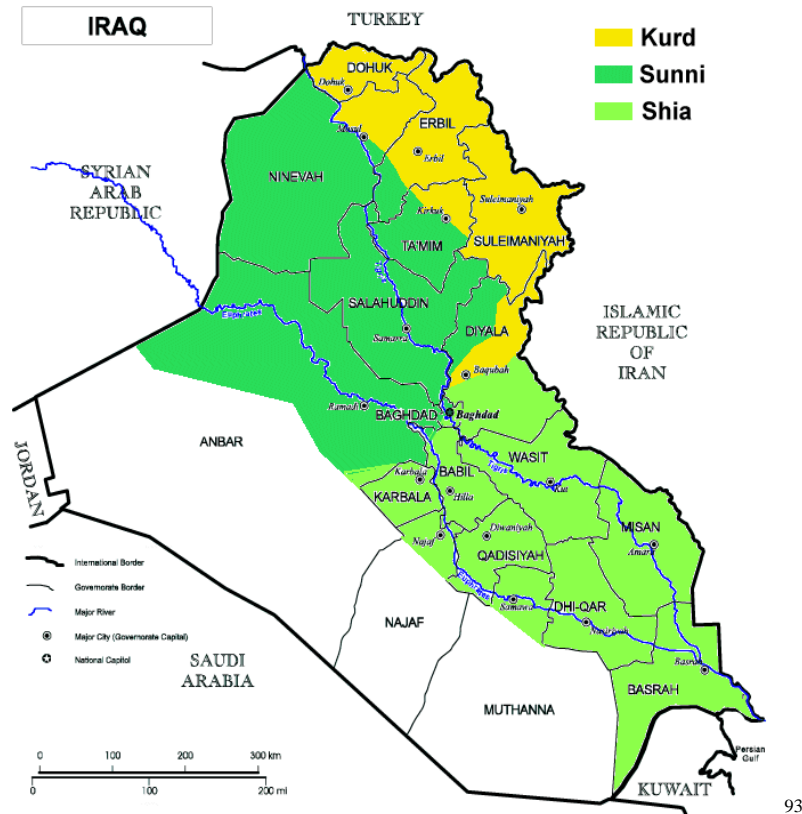 IRAQ
TURKEY
Kurd
Sunni
Shia
DOHUK
Dohuk
ERBIL
Mosul
Erbil
NINEVAH
SYRIAN
ARAB
REPUBLIC
Suleimaniyah
Kirkuk
TA'MIM
SULEIMANIYAH
Tigris
SALAHUDDIN
Euphrates
DIYALA
Samarra
ISLAMIC
REPUBLIC
OF
IRAN
Baqubah
Ramadi
BAGHDAD
Baghdad
ANBAR
WASIT
Tigris
BABIL
Karbala
KARBALA
Hilla
Kut
JORDAN
MISAN
Diwaniyah
Najaf
QADISIYAH
Amara
International Border
Governorate Border
Major River
Major City (Governorate Capital)
National Capitol
Euphrates
Samawa
DHI-QAR
Nasiriyah
NAJAF
SAUDI
ARABIA
Basrah
BASRAH
MUTHANNA
Persian
Gulf
KUWAIT
0 100 200 300 km
0 100 200 mi
93